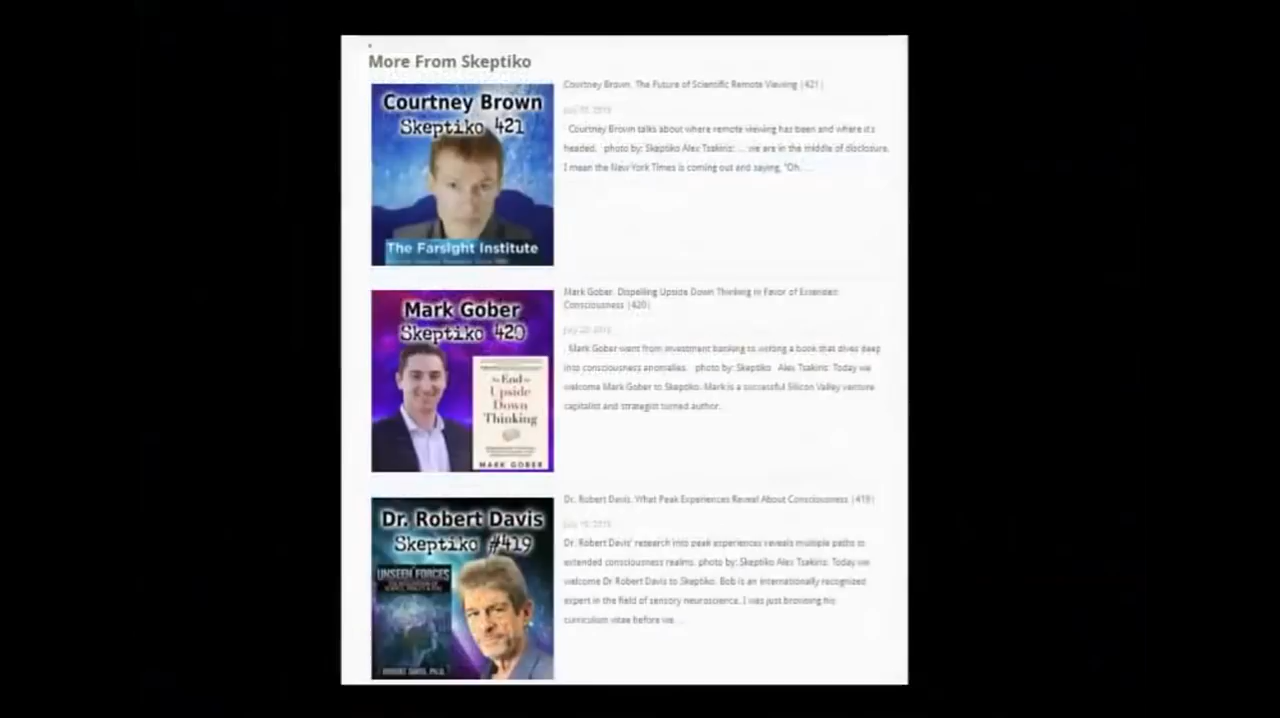 More From Skeptiko
Courtney Brown
Skeptiko 421
The Farsight Institute
Courtney Brown, The Future of Scientific Remote Viewing |421|
Courtney Brown talks about where remote viewing has been and where it's
headed. photo by: Skeptiko Alex Tsakiris: ... we are in the middle of disclosure.
I mean the New York Times is coming out and saying, "Oh, ...
Mark Gober
Skeptiko 420
An End to
Upside
Down
Thinking
MARK GOBER
Mark Gober, Dispelling Upside Down Thinking in Favor of Extended
Consciousness |420|
Mark Gober went from investment banking to writing a book that dives deep
into consciousness anomalies. photo by: Skeptiko Alex Tsakiris: Today we
welcome Mark Gober to Skeptiko. Mark is a successful Silicon Valley venture
capitalist and strategist turned author.
Dr. Robert Davis
Skeptiko #419
UNSEEN FORCES
Dr. Robert Davis, What Peak Experiences Reveal About Consciousness |419|
Dr. Robert Davis' research into peak experiences reveals multiple paths to
extended consciousness realms. photo by: Skeptiko Alex Tsakiris: Today we
welcome Dr Robert Davis to Skeptiko. Bob is an internationally recognized
expert in the field of sensory neuroscience. I was just browsing his
curriculum vitae before we ...